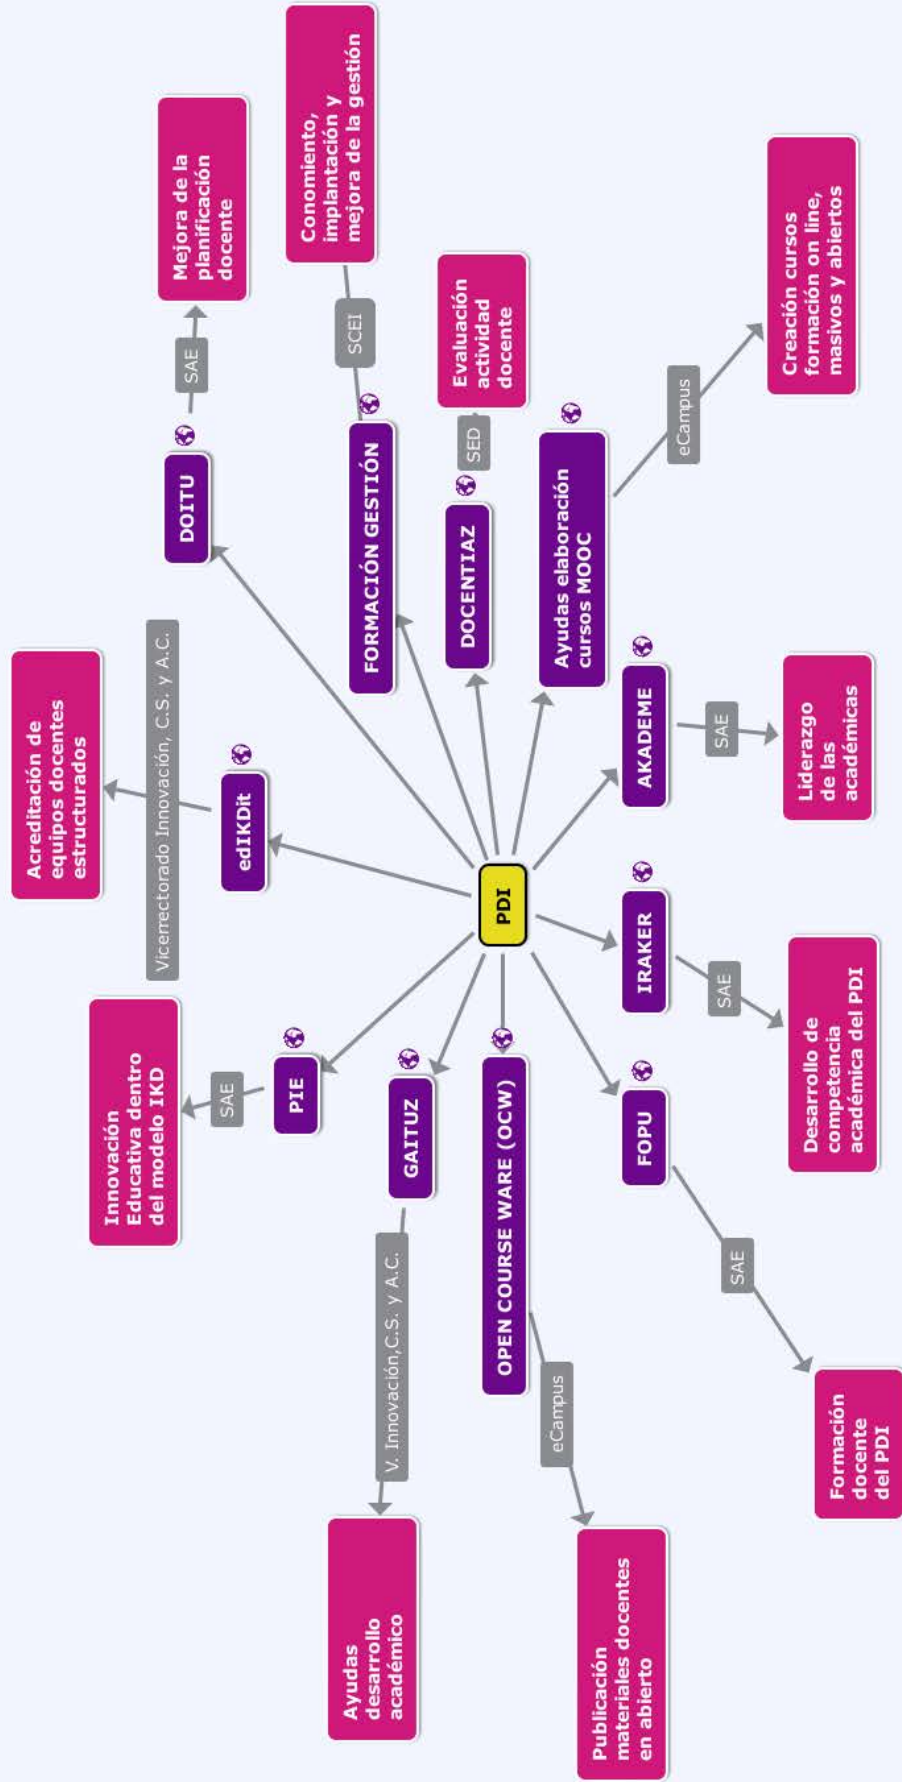 Acreditación de
equipos docentes
estructurados
Mejora de la
planificación
docente
Innovación
Educativa dentro
del modelo IKD
Vicerrectorado Innovación, C.S. y A.C.
SAE
SAE
DOITU
edIKDit
PIE
Conomiento,
implantación y
mejora de la gestión
SCEI
FORMACIÓN GESTIÓN
Ayudas
desarrollo
académico
V. Innovación,C.S. y A.C.
GAITUZ
Evaluación
actividad
docente
SED
DOCENTIAZ
PDI
OPEN COURSE WARE (OCW)
Ayudas elaboración
cursos MOOC
eCampus
eCampus
Publicación
materiales docentes
en abierto
FOPU
IRAKER
AKADEME
SAE
SAE
SAE
Creación cursos
formación on line,
masivos y abiertos
Formación
docente
del PDI
Desarrollo de
competencia
académica del PDI
Liderazgo
de las
académicas